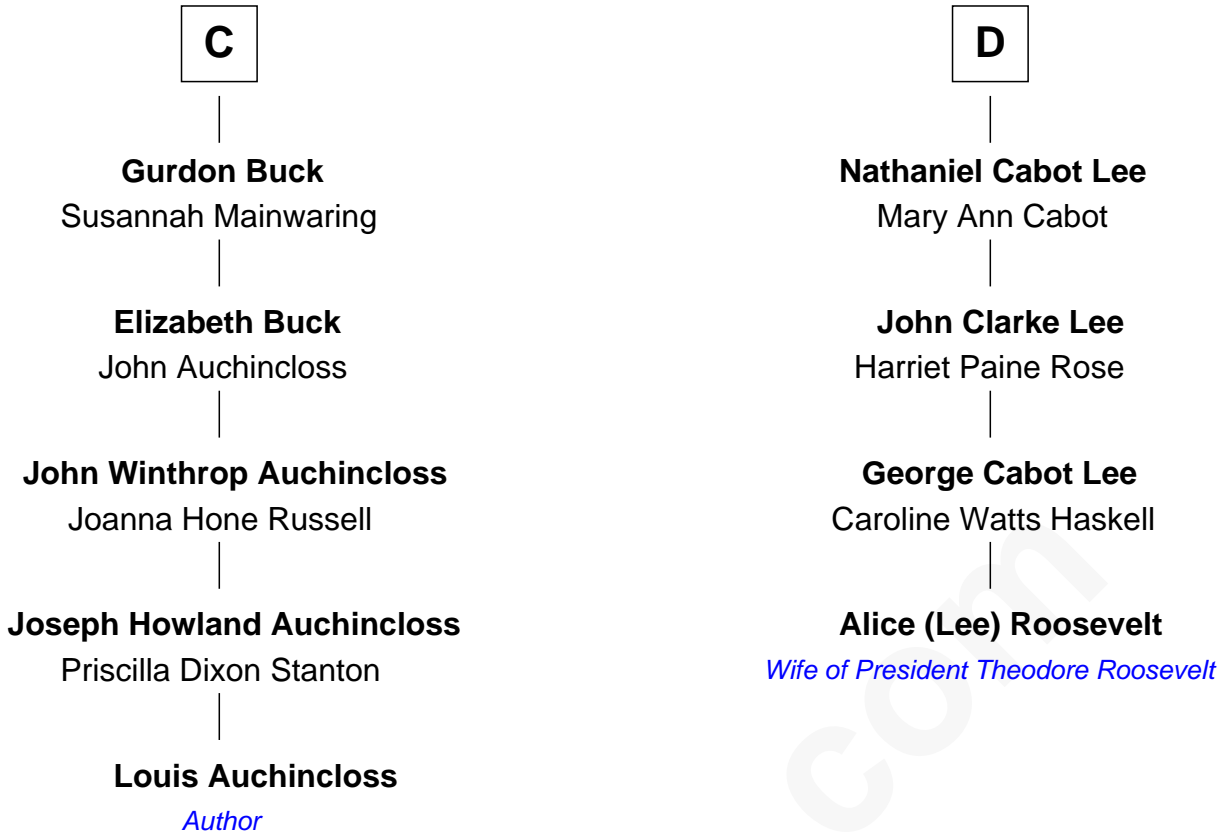 C
Gurdon Buck
Susannah Mainwaring
Elizabeth Buck
John Auchincloss
John Winthrop Auchincloss
Joanna Hone Russell
Joseph Howland Auchincloss
Priscilla Dixon Stanton
Louis Auchincloss
Author
D
Nathaniel Cabot Lee
Mary Ann Cabot
John Clarke Lee
Harriet Paine Rose
George Cabot Lee
Caroline Watts Haskell
Alice (Lee) Roosevelt
Wife of President Theodore Roosevelt
com